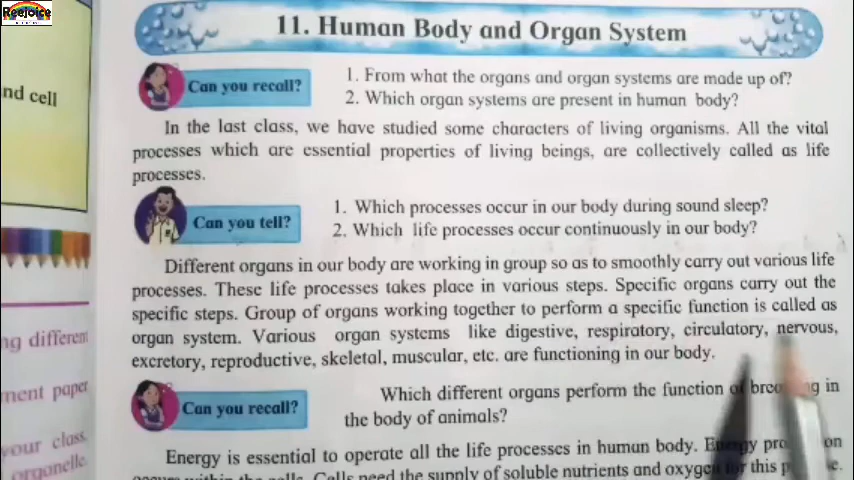 Reejoice
nd cell
11. Human Body and Organ System
Can you recall?
1. From what the organs and organ systems are made up of?
2. Which organ systems are present in human body?
In the last class, we have studied some characters of living organisms. All the vital
processes which are essential properties of living beings, are collectively called as life
processes.
Can you tell?
1. Which processes occur in our body during sound sleep?
2. Which life processes occur continuously in our body?
Different organs in our body are working in group so as to smoothly carry out various life
processes. These life processes takes place in various steps. Specific organs carry out the
specific steps. Group of organs working together to perform a specific function is called as
organ system. Various organ systems like digestive, respiratory, circulatory, nervous,
excretory, reproductive, skeletal, muscular, etc. are functioning in our body.
ng different
ment paper
your class.
organelle.
Can you recall?
Which different organs perform the function in
the body of animals?
Energy is essential to operate all the life processes in human body.
within the cells. Cells need the supply of soluble nutrients and this